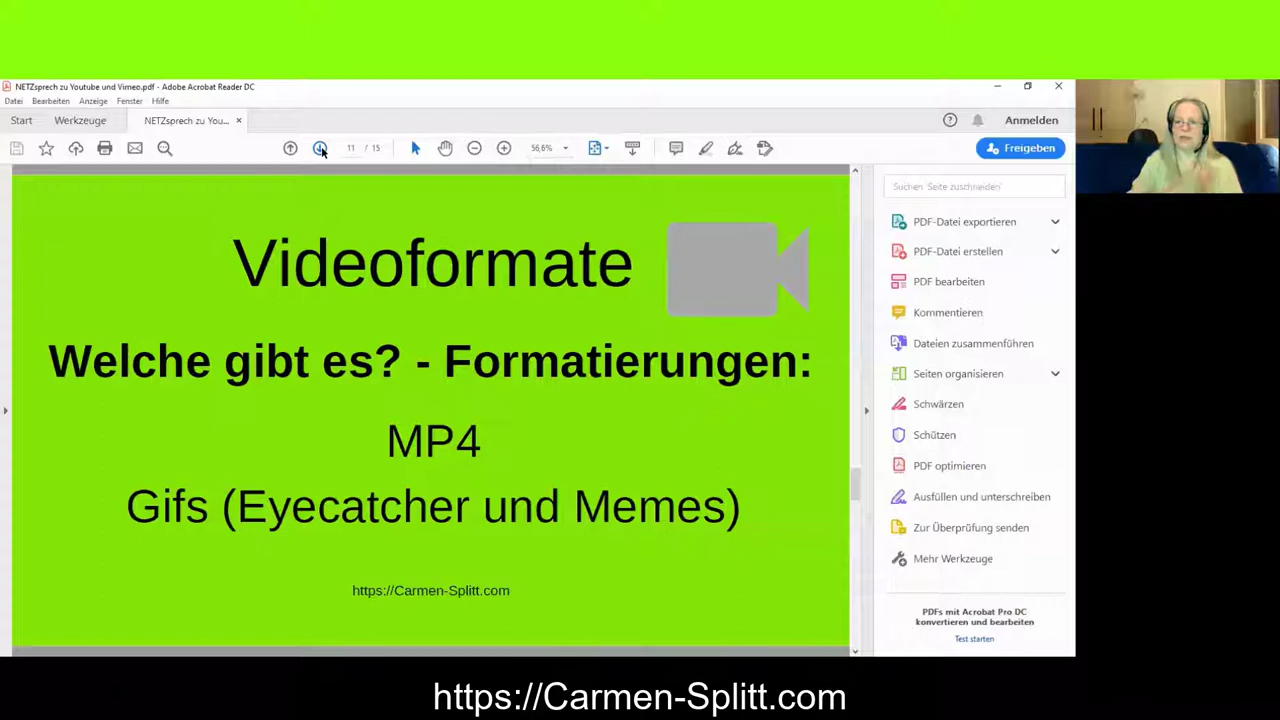 NETZsprech zu Youtube und Vimeo.pdf - Adobe Acrobat Reader DC
Datei Bearbeiten Anzeige Fenster Hilfe
Start Werkzeuge NETZsprech zu You... × Anmelden
11 / 15 56,6% Freigeben
Videoformate
Welche gibt es? - Formatierungen:
MP4
Gifs (Eyecatcher und Memes)
https://Carmen-Splitt.com
Suchen 'Seite zuschneiden'
PDF-Datei exportieren
PDF-Datei erstellen
PDF bearbeiten
Kommentieren
Dateien zusammenführen
Seiten organisieren
Schwärzen
Schützen
PDF optimieren
Ausfüllen und unterschreiben
Zur Überprüfung senden
Mehr Werkzeuge
PDFs mit Acrobat Pro DC
konvertieren und bearbeiten
Test starten
https://Carmen-Splitt.com